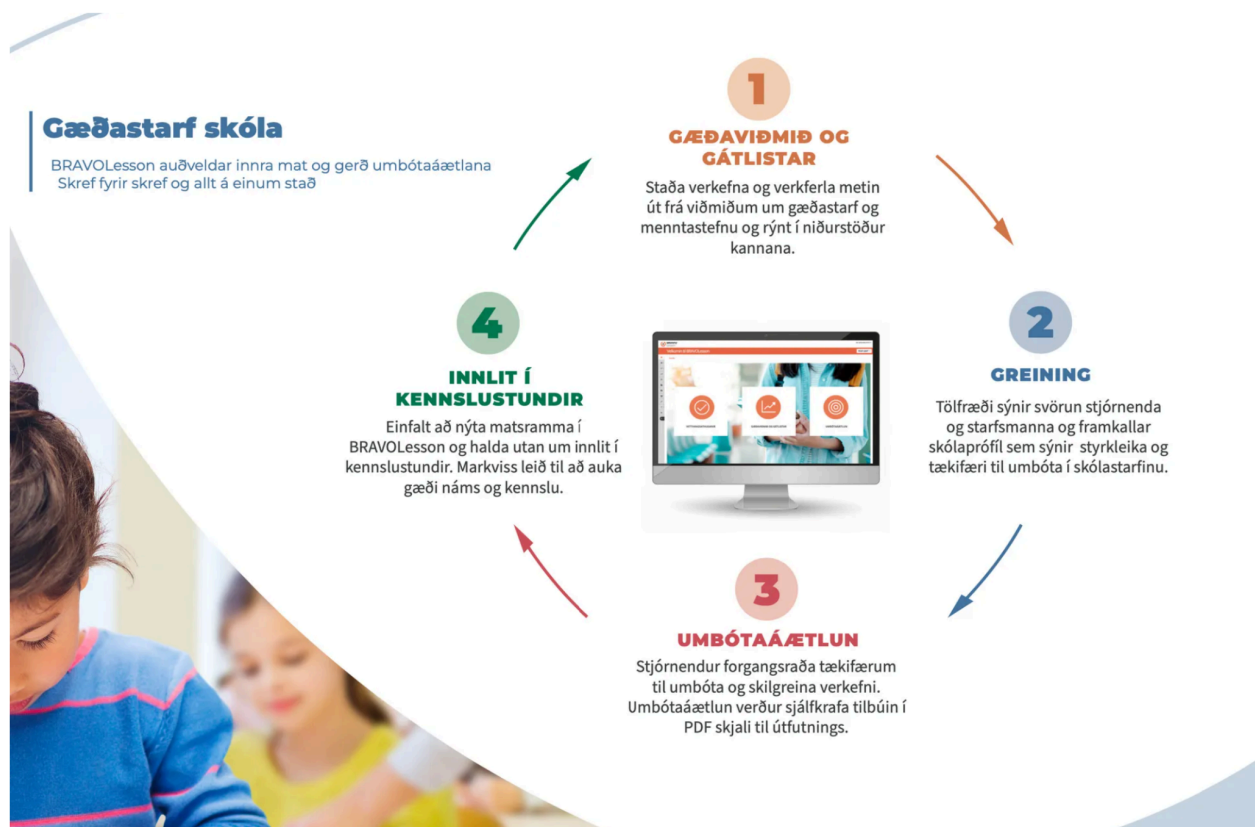 Gæðastarf skóla
BRAVOLesson auðveldar innra mat og gerð umbótaáætlana
Skref fyrir skref og allt á einum stað
1
GÆÐAVIÐMIÐ OG
GÁTLISTAR
Staða verkefna og verkferla metin
út frá viðmiðum um gæðastarf og
menntastefnu og rýnt í niðurstöður
kannana.
2
GREINING
Tölfræði sýnir svörun stjórnenda
og starfsmanna og framkallar
skólaprófíl sem sýnir styrkleika og
tækifæri til umbóta í skólastarfinu.
3
UMBÓTAÁÆTLUN
Stjórnendur forgangsraða tækifærum
til umbóta og skilgreina verkefni.
Umbótaáætlun verður sjálfkrafa tilbúin í
PDF skjali til útfutnings.
4
INNLIT Í
KENNSLUSTUNDIR
Einfalt að nýta matsramma í
BRAVOLesson og halda utan um innlit í
kennslustundir. Markviss leið til að auka
gæði náms og kennslu.